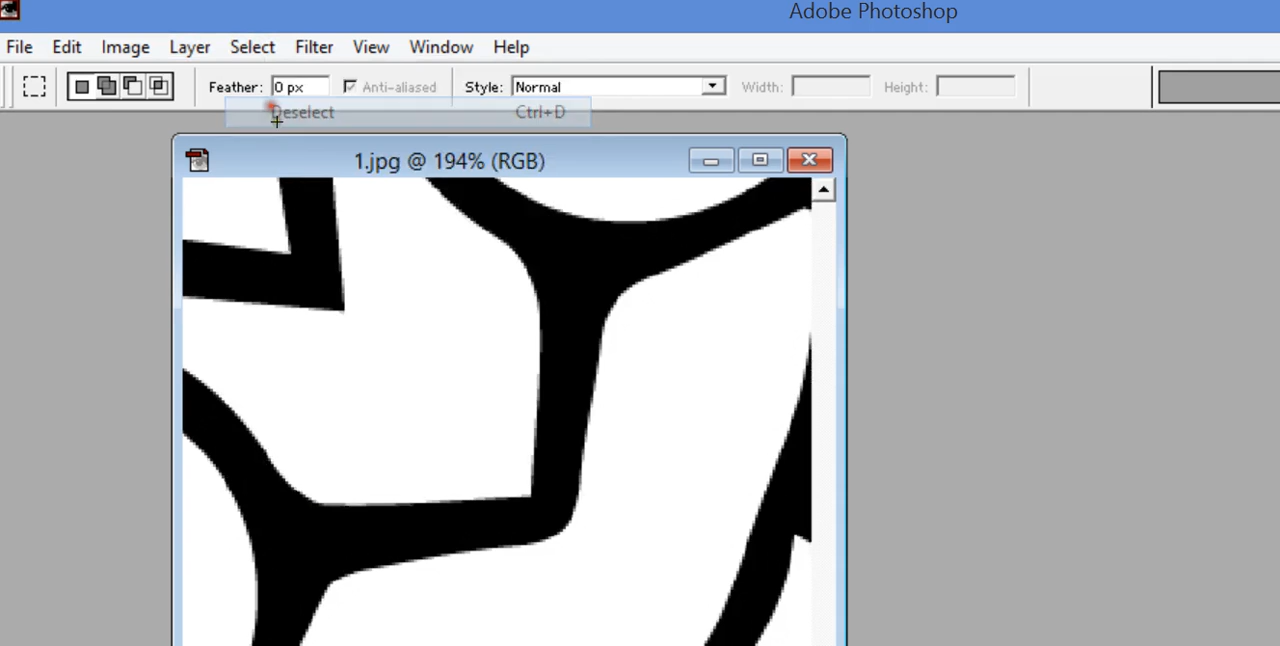 Adobe Photoshop
File Edit Image Layer Select Filter View Window Help
Feather: 0 px Anti-aliased Style: Normal Width: Height:
Deselect Ctrl+D
1.jpg @ 194% (RGB)